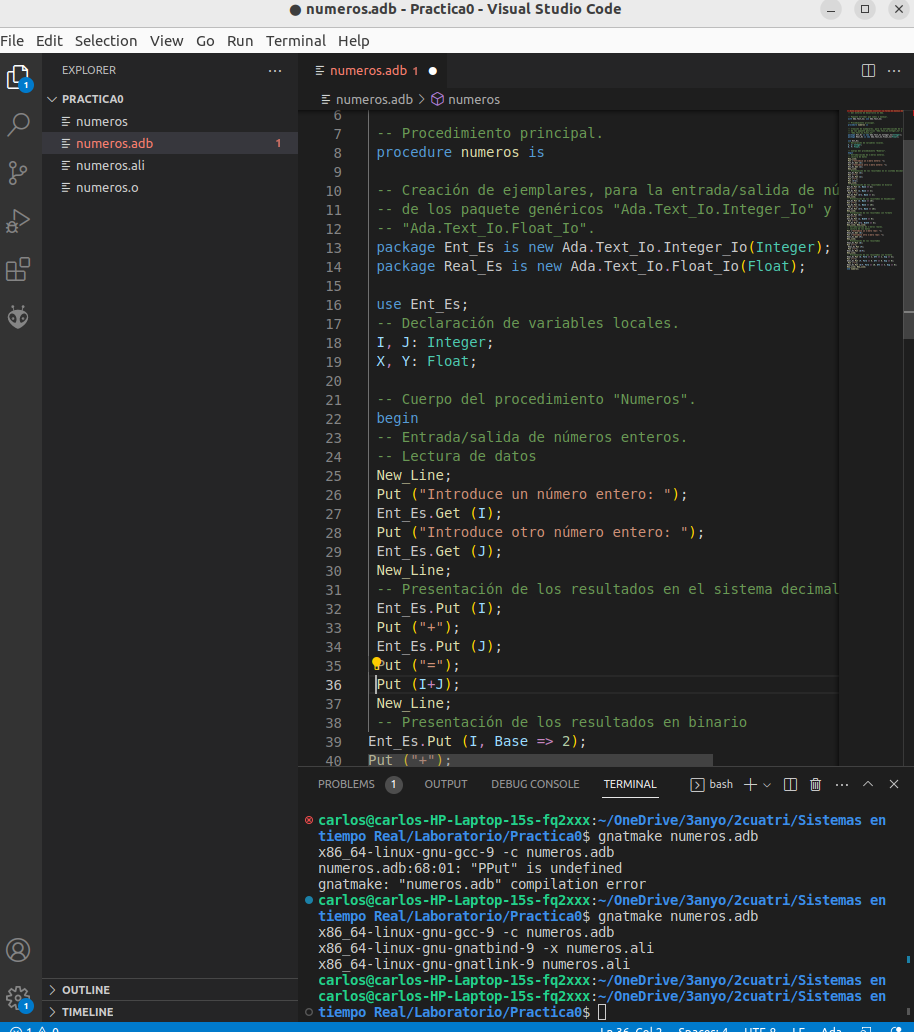 ● numeros.adb - Practica0 - Visual Studio Code
File Edit Selection View Go Run Terminal Help
EXPLORER
PRACTICA0
numeros
numeros.adb 1
numeros.ali
numeros.o
OUTLINE
TIMELINE
1
1
numeros.adb 1 ●
numeros.adb > numeros
6
7 -- Procedimiento principal.
8 procedure numeros is
9
10 -- Creación de ejemplares, para la entrada/salida de nú
11 -- de los paquete genéricos "Ada.Text_Io.Integer_Io" y
12 -- "Ada.Text_Io.Float_Io".
13 package Ent_Es is new Ada.Text_Io.Integer_Io(Integer);
14 package Real_Es is new Ada.Text_Io.Float_Io(Float);
15
16 use Ent_Es;
17 -- Declaración de variables locales.
18 I, J: Integer;
19 X, Y: Float;
20
21 -- Cuerpo del procedimiento "Numeros".
22 begin
23 -- Entrada/salida de números enteros.
24 -- Lectura de datos
25 New_Line;
26 Put ("Introduce un número entero: ");
27 Ent_Es.Get (I);
28 Put ("Introduce otro número entero: ");
29 Ent_Es.Get (J);
30 New_Line;
31 -- Presentación de los resultados en el sistema decimal
32 Ent_Es.Put (I);
33 Put ("+");
34 Ent_Es.Put (J);
35 Put ("=");
36 Put (I+J);
37 New_Line;
38 -- Presentación de los resultados en binario
39 Ent_Es.Put (I, Base => 2);
40 Put ("+");
PROBLEMS 1 OUTPUT DEBUG CONSOLE TERMINAL bash
carlos@carlos-HP-Laptop-15s-fq2xxx:~/OneDrive/3anyo/2cuatri/Sistemas en
tiempo Real/Laboratorio/Practica0$ gnatmake numeros.adb
x86_64-linux-gnu-gcc-9 -c numeros.adb
numeros.adb:68:01: "PPut" is undefined
gnatmake: "numeros.adb" compilation error
carlos@carlos-HP-Laptop-15s-fq2xxx:~/OneDrive/3anyo/2cuatri/Sistemas en
tiempo Real/Laboratorio/Practica0$ gnatmake numeros.adb
x86_64-linux-gnu-gcc-9 -c numeros.adb
x86_64-linux-gnu-gnatbind-9 -x numeros.ali
x86_64-linux-gnu-gnatlink-9 numeros.ali
carlos@carlos-HP-Laptop-15s-fq2xxx:~/OneDrive/3anyo/2cuatri/Sistemas en
carlos@carlos-HP-Laptop-15s-fq2xxx:~/OneDrive/3anyo/2cuatri/Sistemas en
tiempo Real/Laboratorio/Practica0$
1 0 Ln 36, Col 2 Spaces: 4 UTF-8 LF Ada